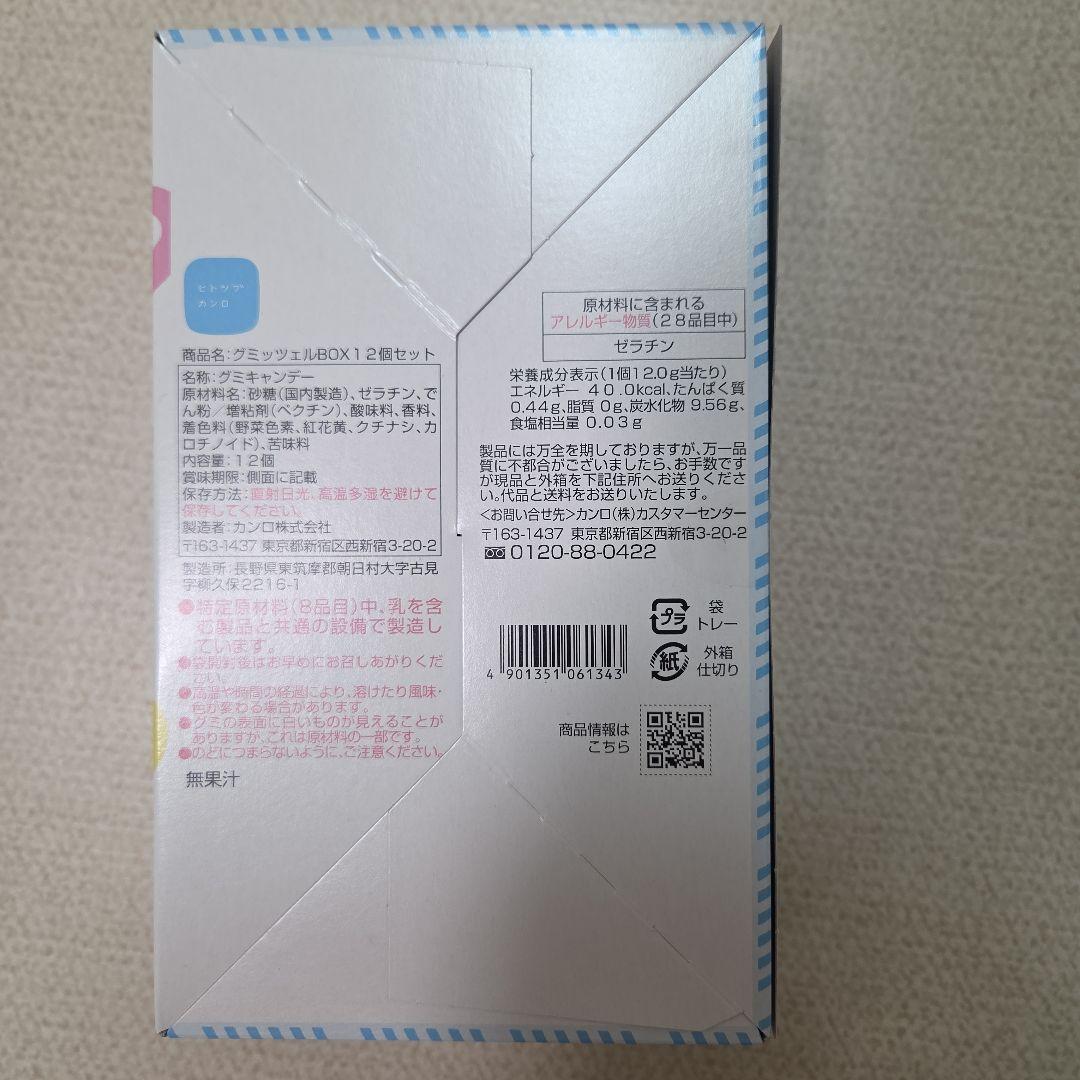 ヒトツブ
カンロ
商品名:グミッツェルBOX12個セット
名称:グミキャンデー
原材料名:砂糖(国内製造)、ゼラチン、で
ん粉/増粘剤(ペクチン)、酸味料、香料、
着色料(野菜色素、紅花黄、クチナシ、カ
ロチノイド)、苦味料
内容量:12個
賞味期限:側面に記載
保存方法:直射日光、高温多湿を避けて
保存してください。
製造者:カンロ株式会社
〒163-1437 東京都新宿区西新宿3-20-2
製造所:長野県東筑摩郡朝日村大字古見
字柳久保2216-1
●特定原材料(8品目)中、乳を含
む製品と共通の設備で製造し
ています。
●袋開封後はお早めにお召しあがりくだ
さい。
●高温や時間の経過により、溶けたり風味・
色が変わる場合があります。
●グミの表面に白いものが見えることが
ありますが、これは原材料の一部です。
●のどにつまらないように、ご注意ください。
無果汁
原材料に含まれる
アレルギー物質(28品目中)
ゼラチン
栄養成分表示(1個12.0g当たり)
エネルギー 40.0kcal、たんぱく質
0.44g、脂質 0g、炭水化物 9.56g、
食塩相当量 0.03g
製品には万全を期しておりますが、万一品
質に不都合がございましたら、お手数です
が現品と外箱を下記住所へお送りくださ
い。代品と送料をお送りいたします。
<お問い合せ先>カンロ(株)カスタマーセンター
〒163-1437 東京都新宿区西新宿3-20-2
0120-88-0422
プラ
袋
トレー
紙
外箱
仕切り
4 901351 061343
商品情報は
こちら